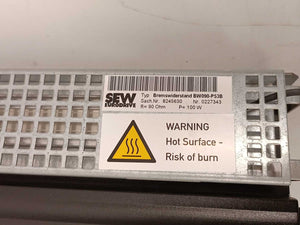 SEW
EURODRIVE
Typ Bremswiderstand BW090-P52B
Sach.Nr. 8245630 Nr. 0227343
R= 90 Ohm P= 100 W
WARNING
Hot Surface -
Risk of burn